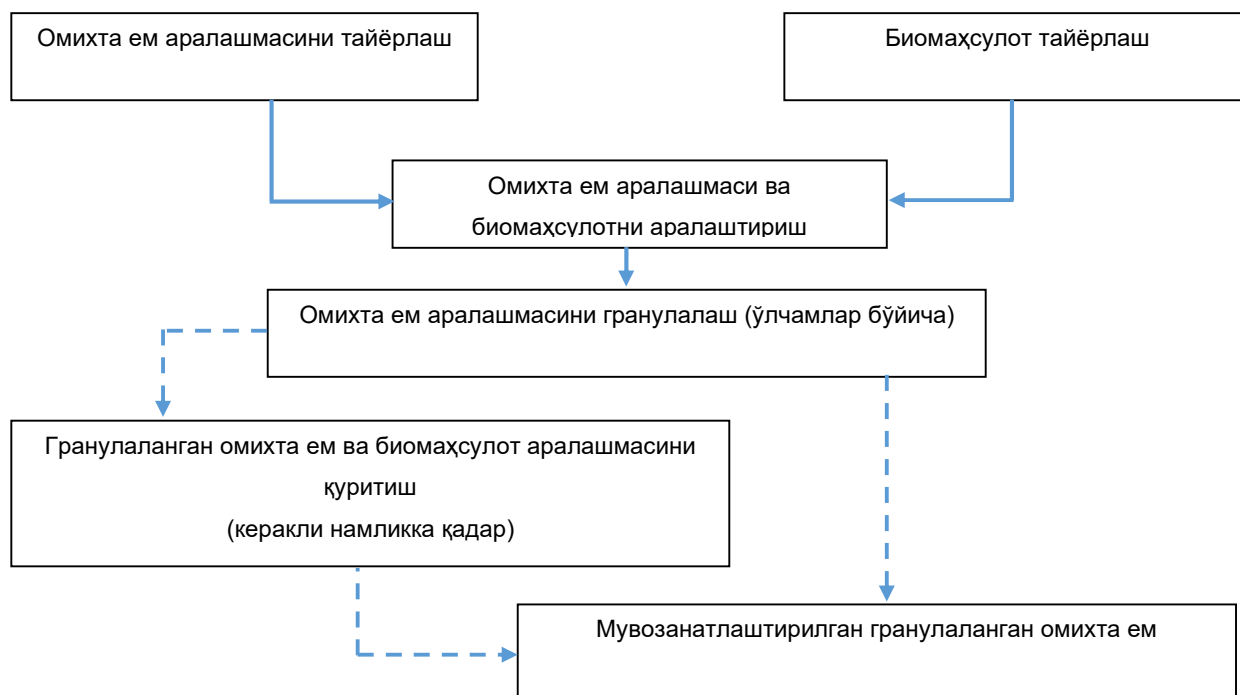 Омихта ем аралашмасини тайёрлаш
Биомаҳсулот тайёрлаш
Омихта ем аралашмаси ва
биомаҳсулотни аралаштириш
Омихта ем аралашмасини гранулалаш (ўлчамлар бўйича)
Гранулаланган омихта ем ва биомаҳсулот аралашмасини
қуритиш
(керакли намликка қадар)
Мувозанатлаштирилган гранулаланган омихта ем